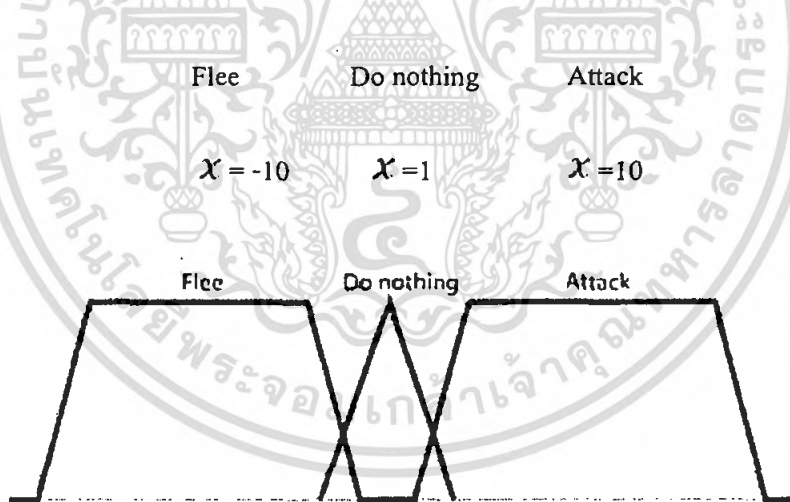 Flee Do nothing Attack
x = -10 x =1 x =10
Flee Do nothing Attack